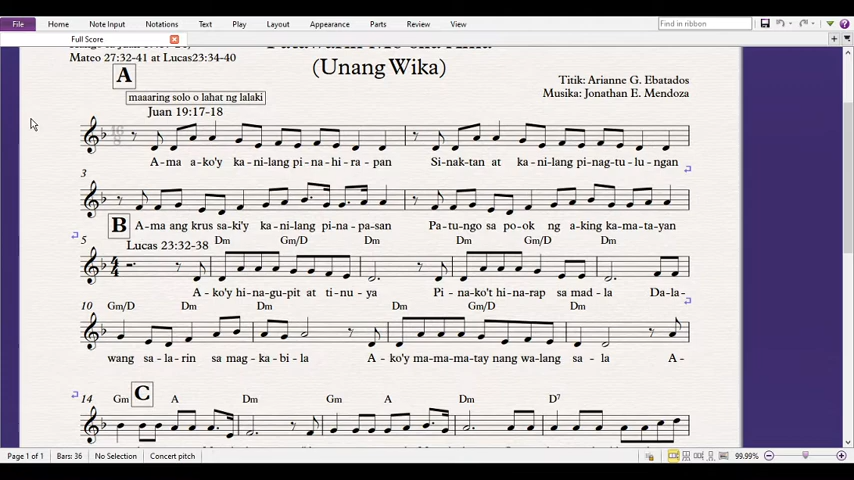 File Home Note Input Notations Text Play Layout Appearance Parts Review View Find in ribbon
Full Score
Mateo 27:32-41 at Lucas23:34-40
(Unang Wika)
A
Titik: Arianne G. Ebatados
maaaring solo o lahat ng lalaki
Musika: Jonathan E. Mendoza
Juan 19:17-18
16
8
A-ma a-ko'y ka-ni-lang pi-na-hi-ra-pan Si-nak-tan at ka-ni-lang pi-nag-tu-lu-ngan
3
A-ma ang krus sa-ki'y ka-ni-lang pi-na-pa-san Pa-tu-ngo sa po-ok ng a-king ka-ma-ta-yan
B
Lucas 23:32-38
5 Dm Gm/D Dm Dm Gm/D Dm
4
4
A-ko'y hi-na-gu-pit at ti-nu-ya Pi-na-ko't hi-na-rap sa mad-la Da-la-
10 Gm/D Dm Gm/D Dm Dm Gm/D Dm
wang sa-la-rin sa mag-ka-bi-la A-ko'y ma-ma-ma-tay nang wa-lang sa-la A-
C
14 Gm A Dm Gm A Dm D7
Page 1 of 1 Bars: 36 No Selection Concert pitch 99.99%